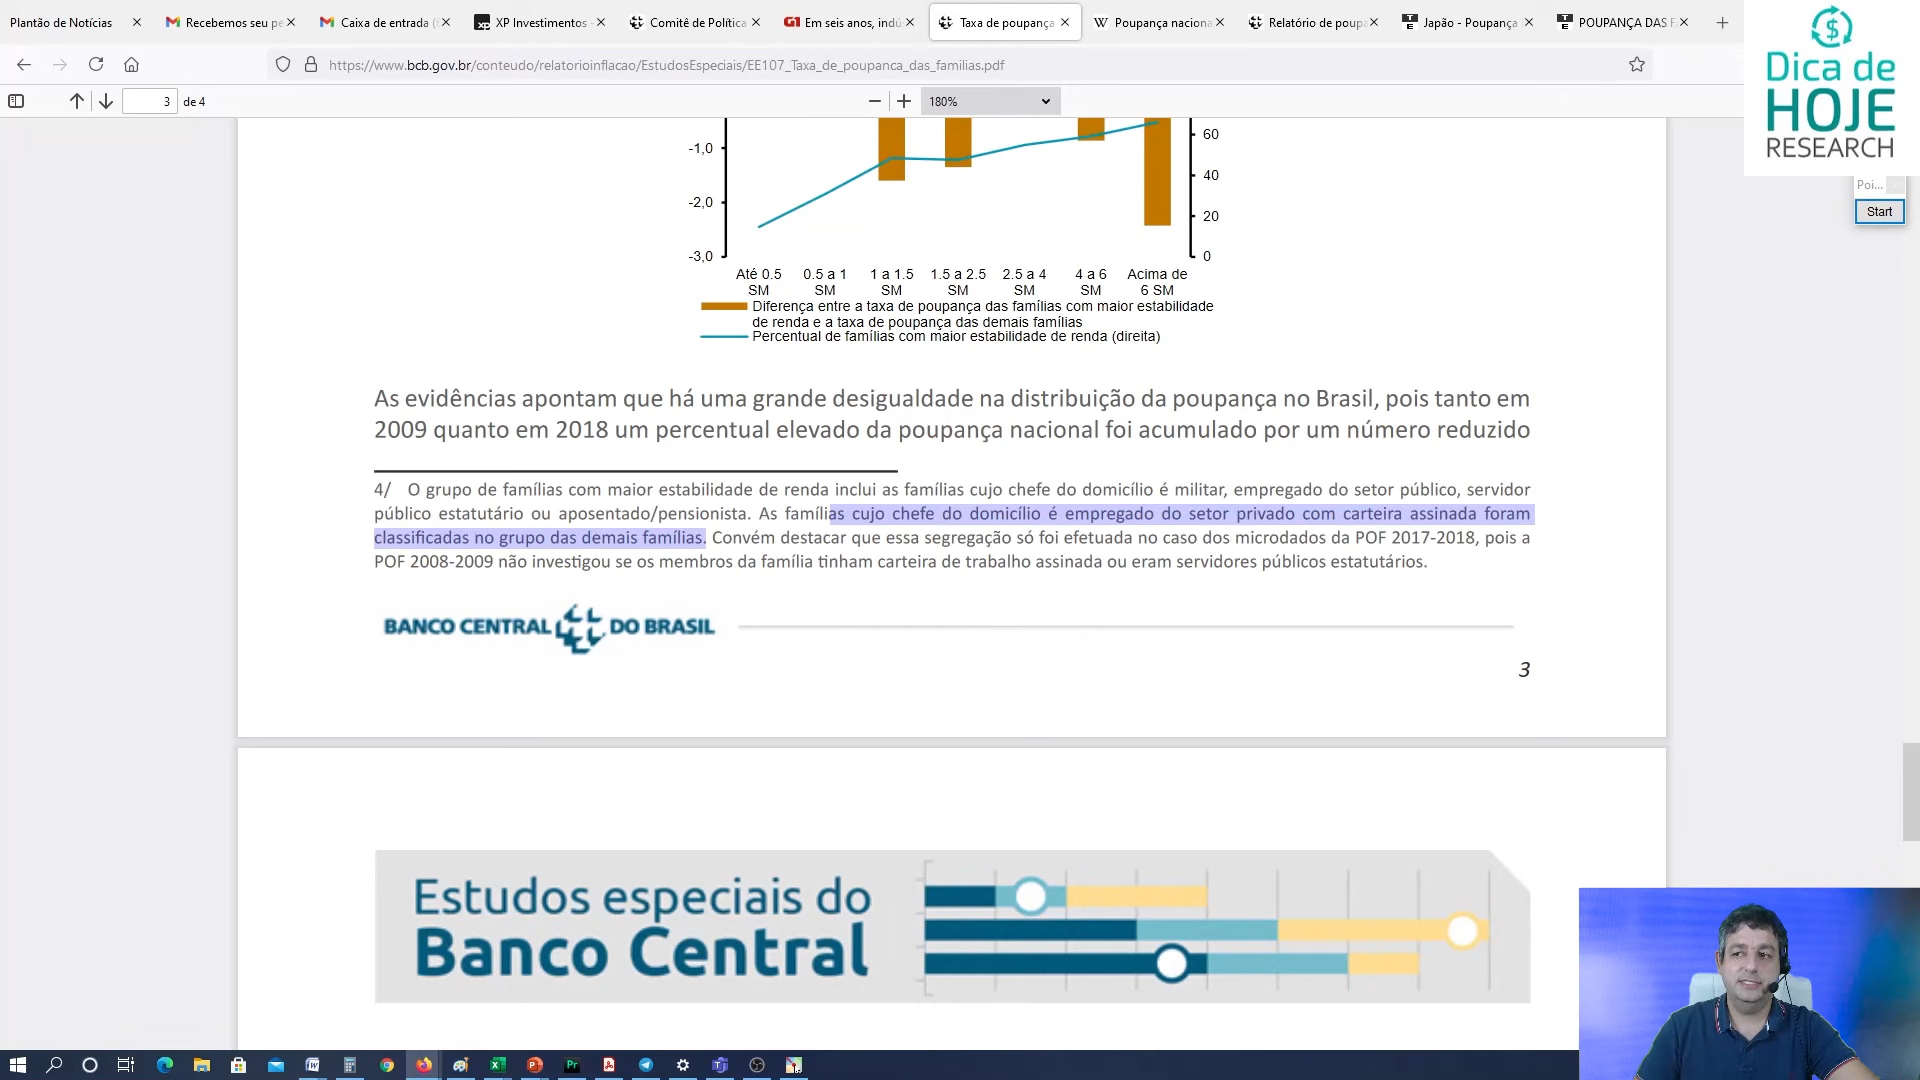 Plantão de Notícias
Recebemos seu pe
Caixa de entrada (
XP Investimentos -
Comitê de Política
Em seis anos, indú
Taxa de poupança
Poupança naciona
Relatório de poupa
Japão - Poupança
POUPANÇA DAS F
https://www.bcb.gov.br/conteudo/relatorioinflacao/EstudosEspeciais/EE107_Taxa_de_poupanca_das_familias.pdf
3 de 4
180%
Dica de
HOJE
RESEARCH
Poi...
Start
-1,0
-2,0
-3,0
60
40
20
0
Até 0.5 SM
0.5 a 1 SM
1 a 1.5 SM
1.5 a 2.5 SM
2.5 a 4 SM
4 a 6 SM
Acima de 6 SM
Diferença entre a taxa de poupança das famílias com maior estabilidade
de renda e a taxa de poupança das demais famílias
Percentual de famílias com maior estabilidade de renda (direita)
As evidências apontam que há uma grande desigualdade na distribuição da poupança no Brasil, pois tanto em
2009 quanto em 2018 um percentual elevado da poupança nacional foi acumulado por um número reduzido
4/ O grupo de famílias com maior estabilidade de renda inclui as famílias cujo chefe do domicílio é militar, empregado do setor público, servidor
público estatutário ou aposentado/pensionista. As famílias cujo chefe do domicílio é empregado do setor privado com carteira assinada foram
classificadas no grupo das demais famílias. Convém destacar que essa segregação só foi efetuada no caso dos microdados da POF 2017-2018, pois a
POF 2008-2009 não investigou se os membros da família tinham carteira de trabalho assinada ou eram servidores públicos estatutários.
BANCO CENTRAL DO BRASIL
3
Estudos especiais do
Banco Central